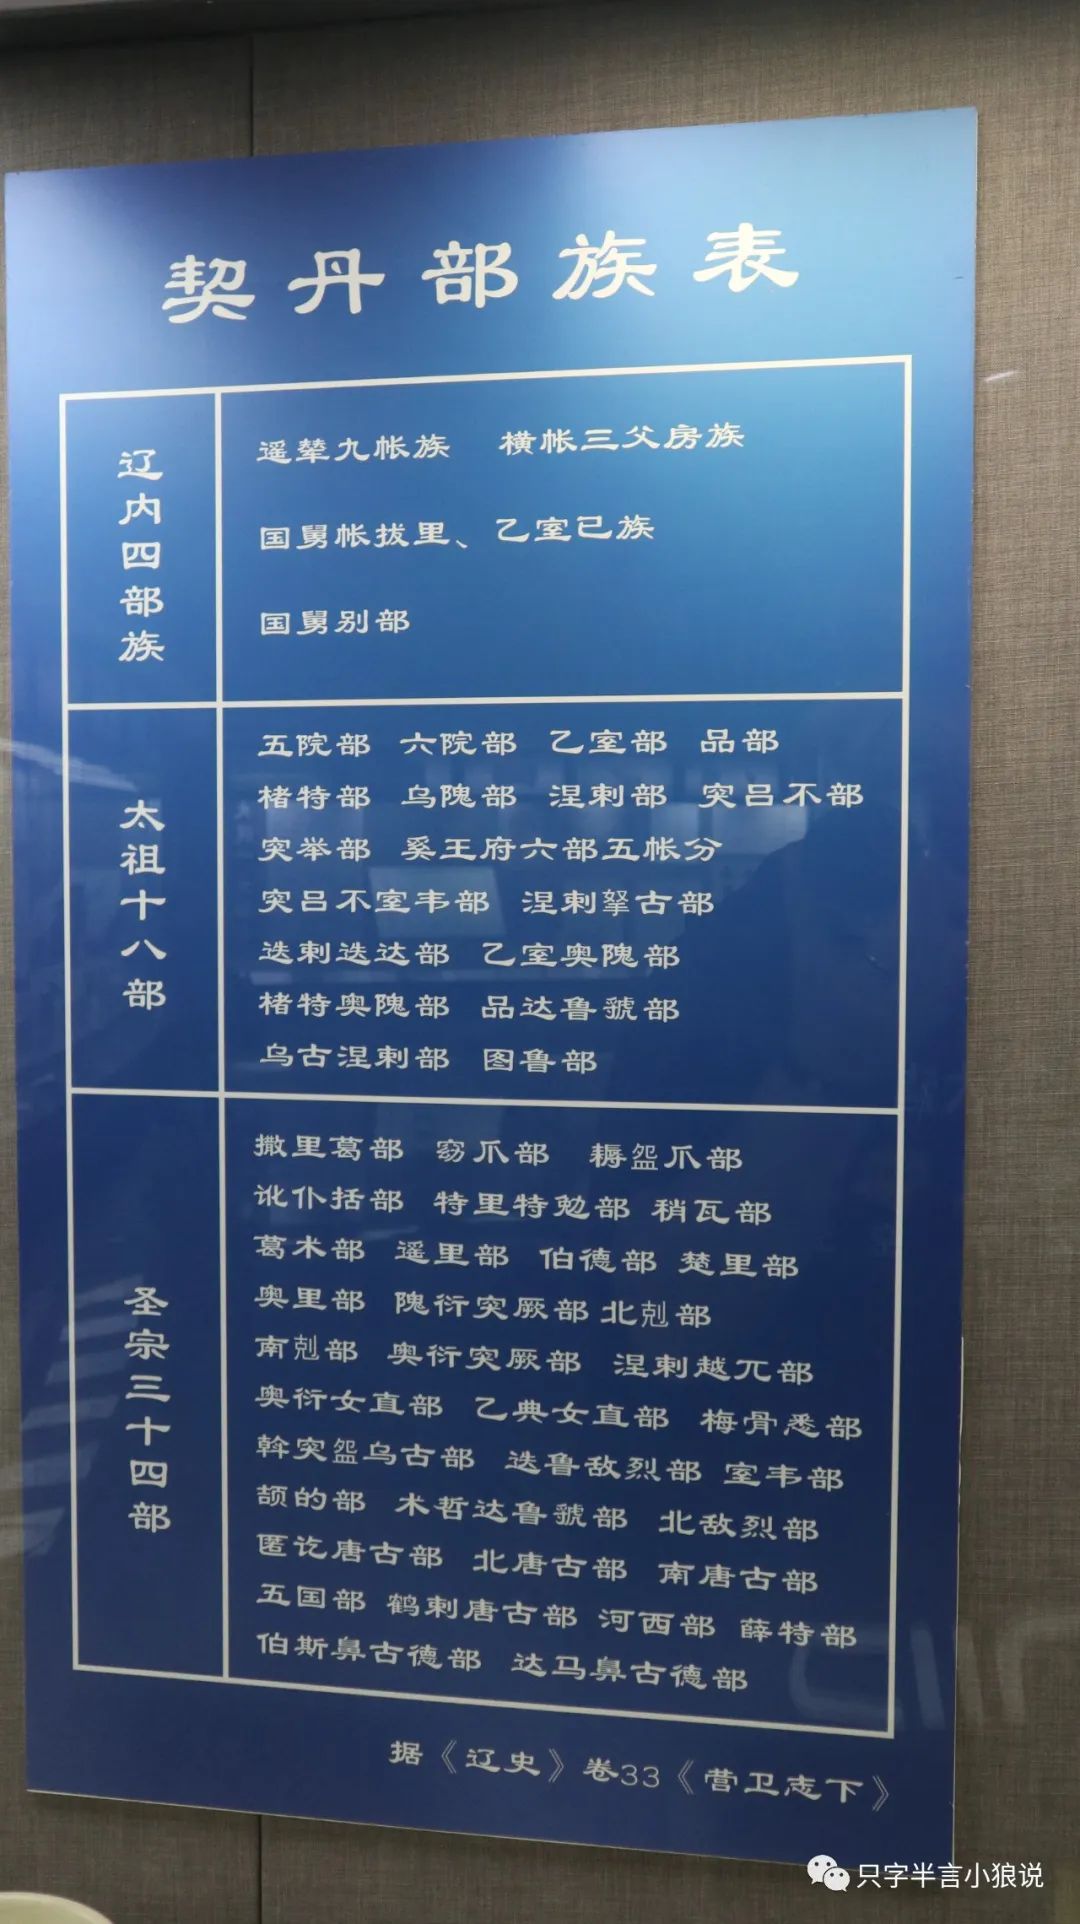 契丹部族表
辽内四部族
遥辇九帐族 横帐三父房族
国舅帐拔里、乙室已族
国舅别部
太祖十八部
五院部 六院部 乙室部 品部
楮特部 乌隗部 涅剌部 突吕不部
突举部 奚王府六部五帐分
突吕不室韦部 涅剌拏古部
迭剌迭达部 乙室奥隗部
楮特奥隗部 品达鲁虢部
乌古涅剌部 图鲁部
圣宗三十四部
撒里葛部 窈爪部 耨盌爪部
讹仆括部 特里特勉部 稍瓦部
葛术部 遥里部 伯德部 楚里部
奥里部 隗衍突厥部 北剋部
南剋部 奥衍突厥部 涅剌越兀部
奥衍女直部 乙典女直部 梅骨悉部
斡突盌乌古部 迭鲁敌烈部 室韦部
颉的部 术哲达鲁虢部 北敌烈部
匿讫唐古部 北唐古部 南唐古部
五国部 鹤剌唐古部 河西部 薛特部
伯斯鼻古德部 达马鼻古德部
据《辽史》卷33《营卫志下》
只字半言小狼说